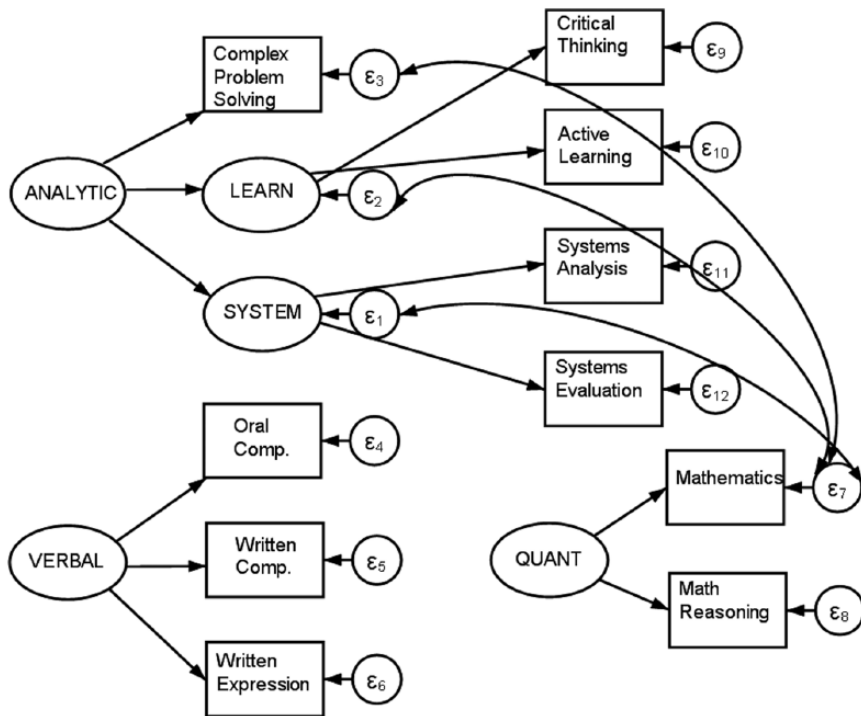 Complex
Problem
Solving
ε3
Critical
Thinking
ε9
Active
Learning
ε10
ANALYTIC
LEARN
ε2
Systems
Analysis
ε11
SYSTEM
ε1
Systems
Evaluation
ε12
Oral
Comp.
ε4
Mathematics
ε7
VERBAL
Written
Comp.
ε5
QUANT
Math
Reasoning
ε8
Written
Expression
ε6